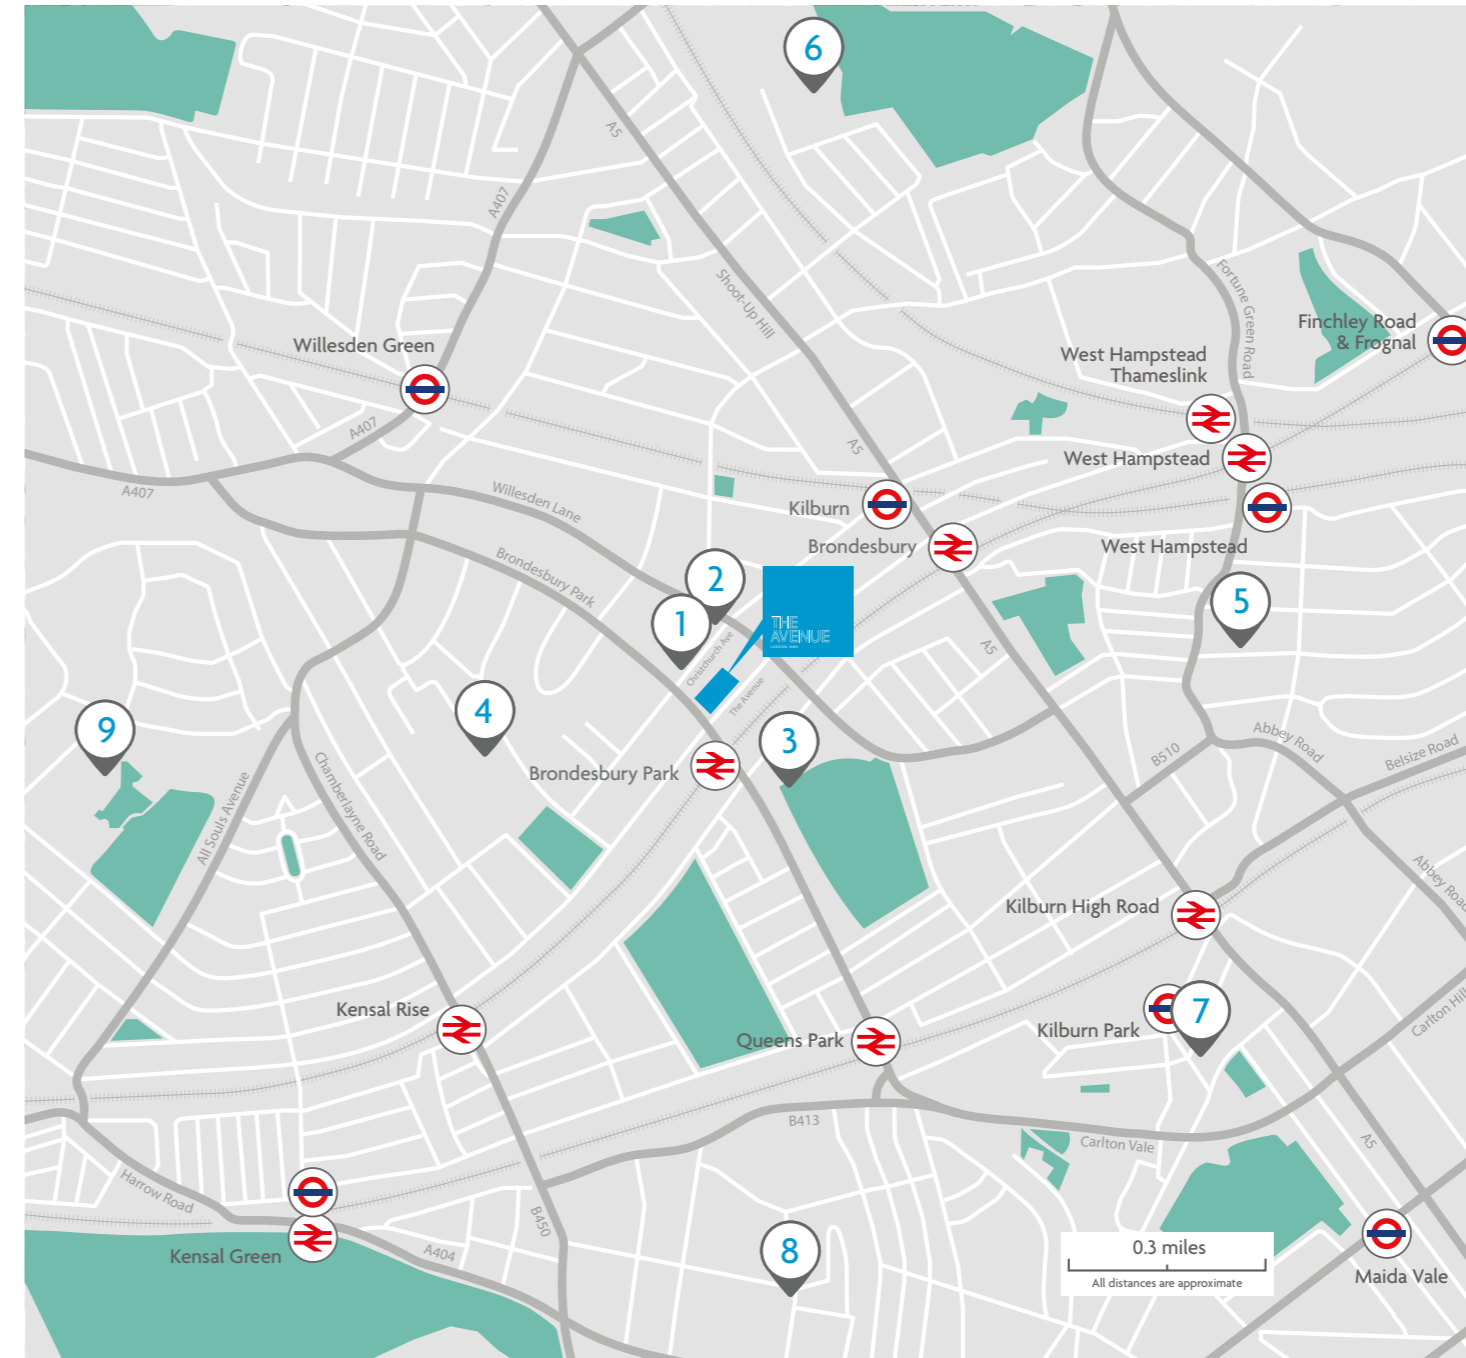 6
A5
A407
Shoot-Up Hill
Fortune Green Road
Finchley Road
& Frognal
Willesden Green
West Hampstead
Thameslink
A407
A5
West Hampstead
A407
Willesden Lane
Kilburn
Brondesbury
West Hampstead
Brondesbury Park
2
1
5
THE
AVENUE
Christchurch Ave
The Avenue
A5
4
9
3
Brondesbury Park
B510
Abbey Road
Belsize Road
Chamberlayne Road
All Souls Avenue
Abbey Road
Kilburn High Road
Kensal Rise
7
Kilburn Park
Queens Park
Carlton Hill
B413
Carlton Vale
A5
Harrow Road
B450
A404
Kensal Green
8
0.3 miles
All distances are approximate
Maida Vale